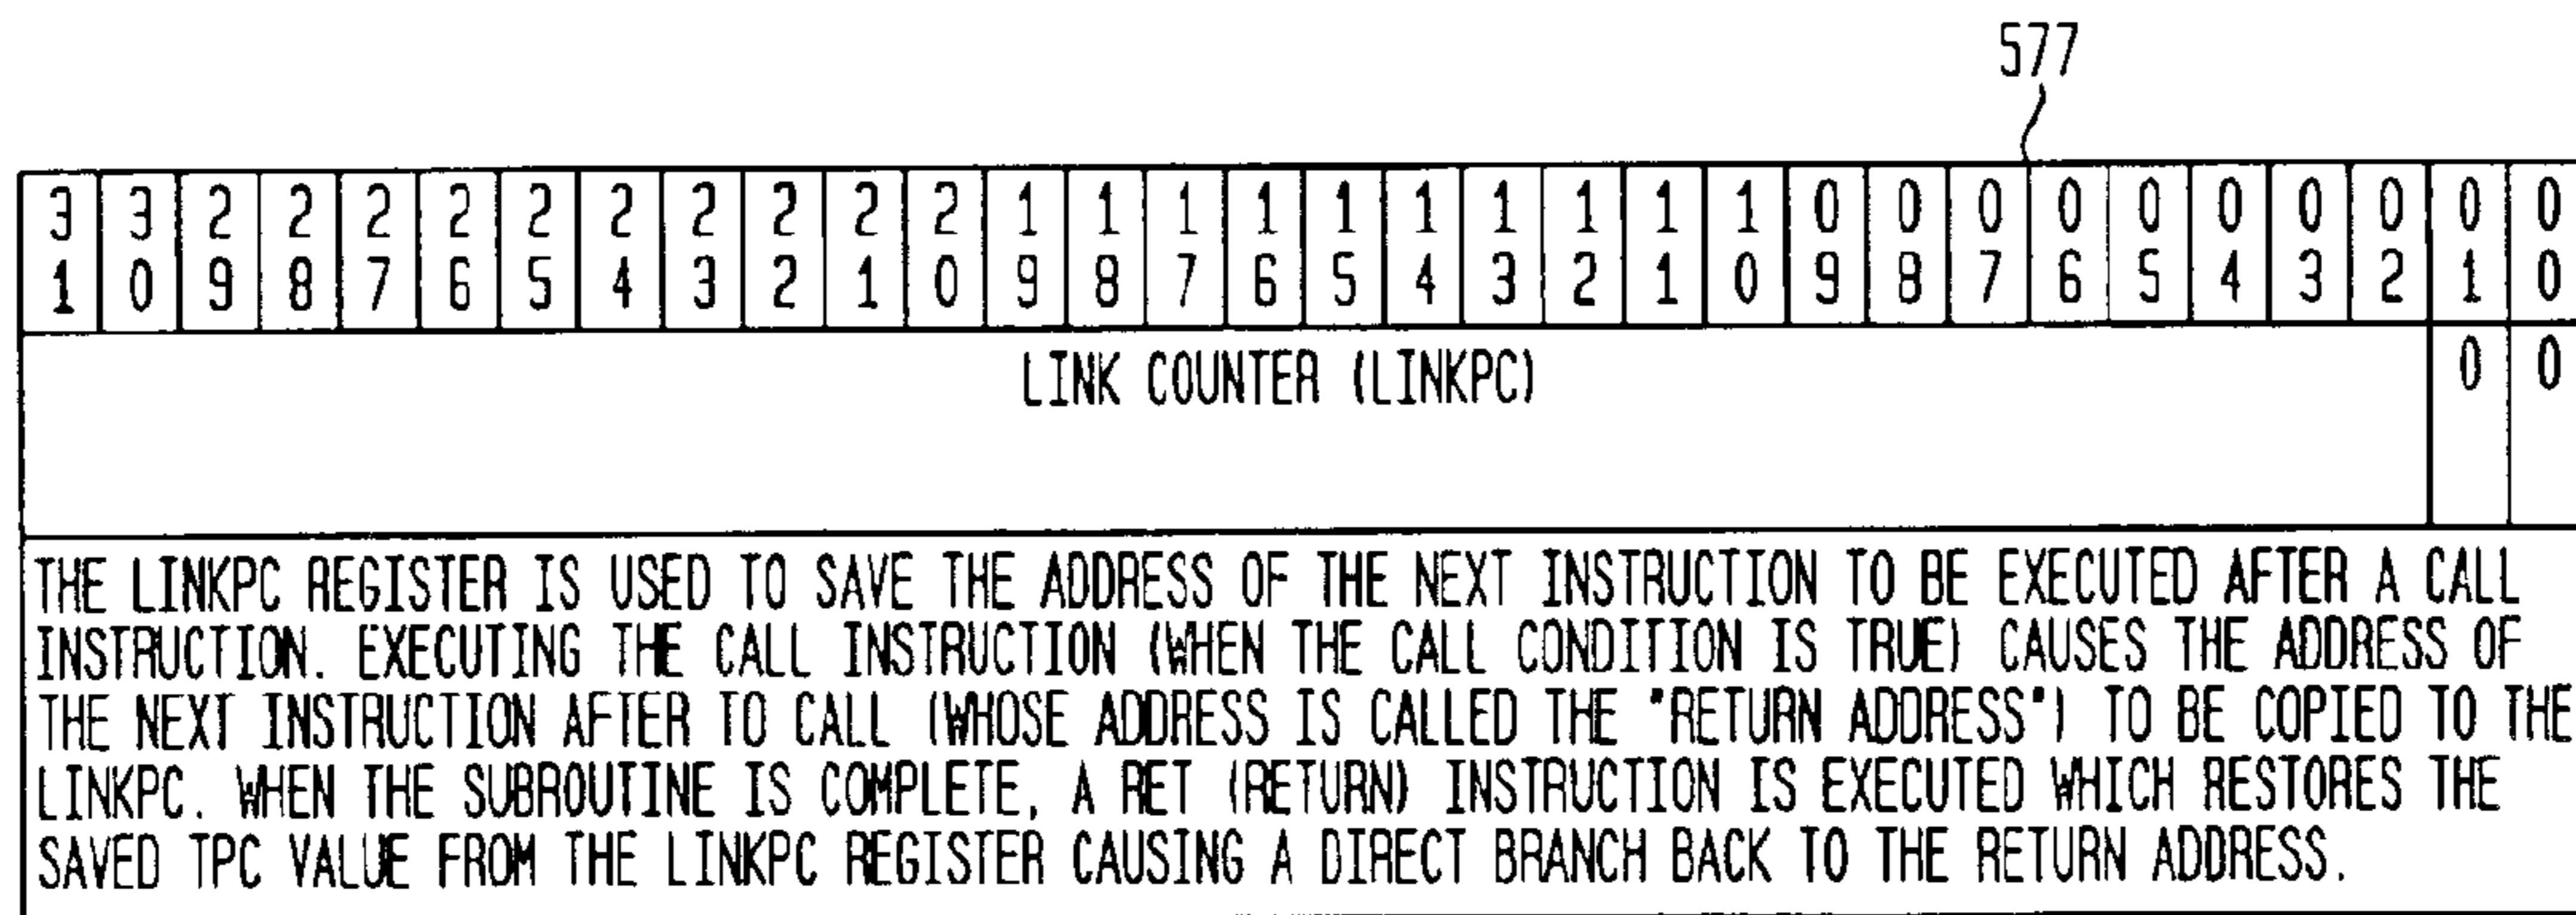 577
3 3 2 2 2 2 2 2 2 2 2 2 1 1 1 1 1 1 1 1 1 1 0 0 0 0 0 0 0 0 0 0
1 0 9 8 7 6 5 4 3 2 1 0 9 8 7 6 5 4 3 2 1 0 9 8 7 6 5 4 3 2 1 0
LINK COUNTER (LINKPC) 0 0
THE LINKPC REGISTER IS USED TO SAVE THE ADDRESS OF THE NEXT INSTRUCTION TO BE EXECUTED AFTER A CALL
INSTRUCTION. EXECUTING THE CALL INSTRUCTION (WHEN THE CALL CONDITION IS TRUE) CAUSES THE ADDRESS OF
THE NEXT INSTRUCTION AFTER TO CALL (WHOSE ADDRESS IS CALLED THE "RETURN ADDRESS") TO BE COPIED TO THE
LINKPC. WHEN THE SUBROUTINE IS COMPLETE, A RET (RETURN) INSTRUCTION IS EXECUTED WHICH RESTORES THE
SAVED TPC VALUE FROM THE LINKPC REGISTER CAUSING A DIRECT BRANCH BACK TO THE RETURN ADDRESS.